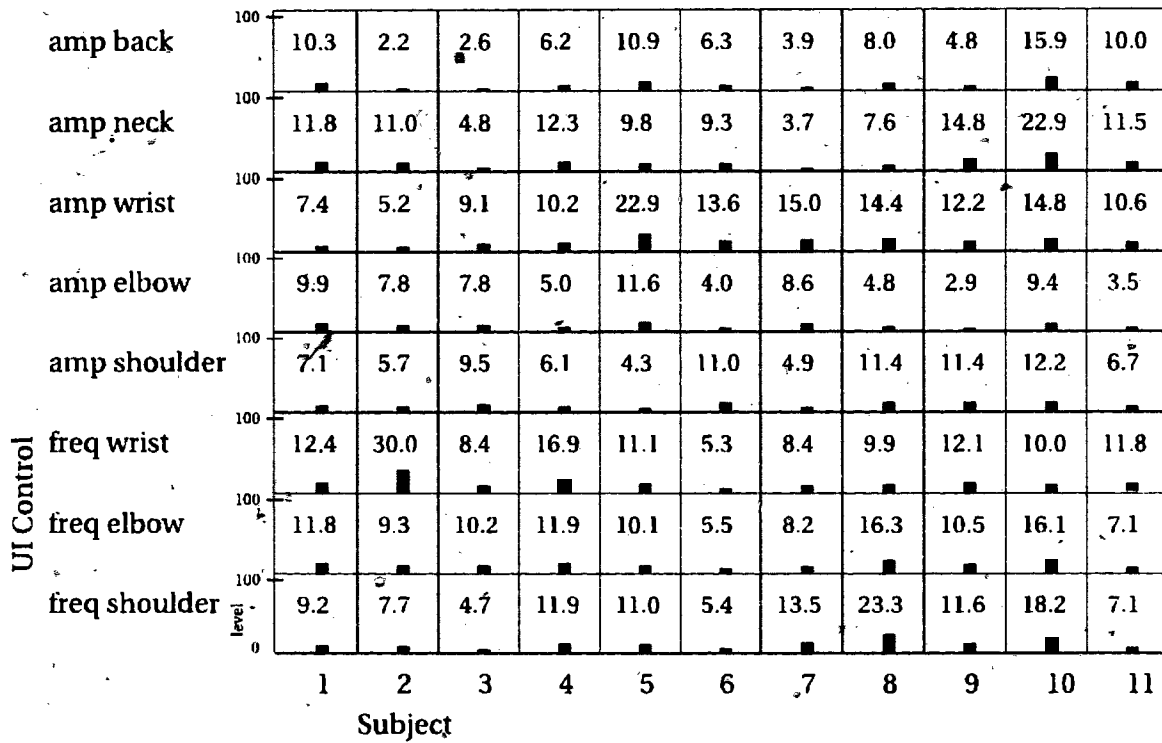 100
amp back 10.3 2.2 2.6 6.2 10.9 6.3 3.9 8.0 4.8 15.9 10.0
100
amp neck 11.8 11.0 4.8 12.3 9.8 9.3 3.7 7.6 14.8 22.9 11.5
100
amp wrist 7.4 5.2 9.1 10.2 22.9 13.6 15.0 14.4 12.2 14.8 10.6
100
amp elbow 9.9 7.8 7.8 5.0 11.6 4.0 8.6 4.8 2.9 9.4 3.5
100
amp shoulder 7.1 5.7 9.5 6.1 4.3 11.0 4.9 11.4 11.4 12.2 6.7
100
freq wrist 12.4 30.0 8.4 16.9 11.1 5.3 8.4 9.9 12.1 10.0 11.8
100
freq elbow 11.8 9.3 10.2 11.9 10.1 5.5 8.2 16.3 10.5 16.1 7.1
100
freq shoulder 9.2 7.7 4.7 11.9 11.0 5.4 13.5 23.3 11.6 18.2 7.1
level
0
UI Control
1 2 3 4 5 6 7 8 9 10 11
Subject